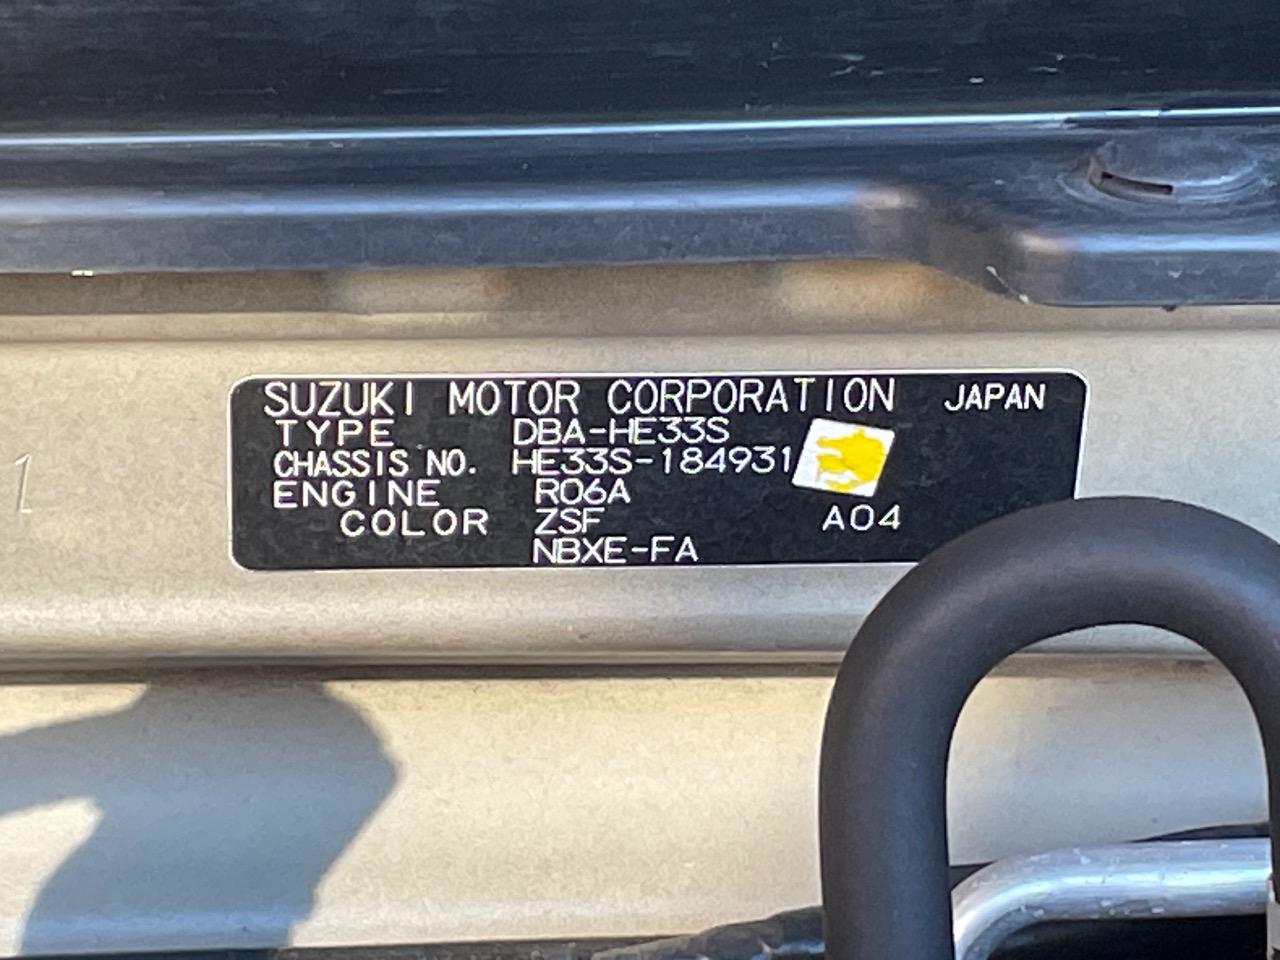 SUZUKI MOTOR CORPORATION JAPAN
TYPE DBA-HE33S
CHASSIS NO. HE33S-184931
ENGINE R06A
COLOR ZSF A04
NBXE-FA